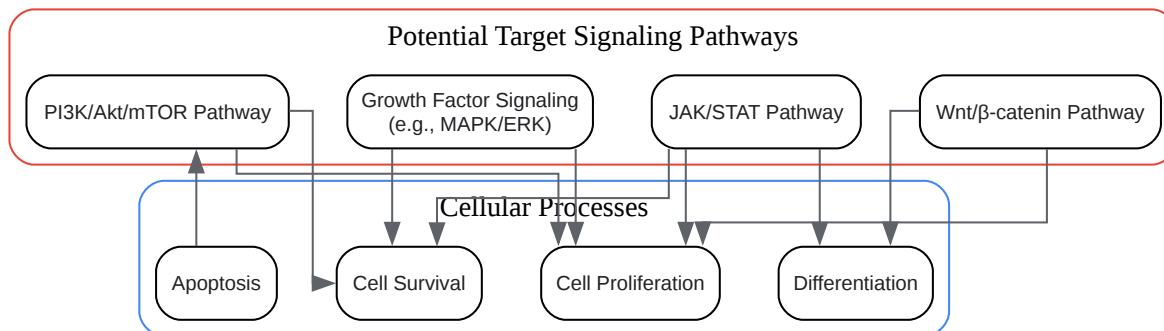 Potential Target Signaling Pathways
PI3K/Akt/mTOR Pathway
Growth Factor Signaling
(e.g., MAPK/ERK)
JAK/STAT Pathway
Wnt/β-catenin Pathway
Cellular Processes
Apoptosis
Cell Survival
Cell Proliferation
Differentiation